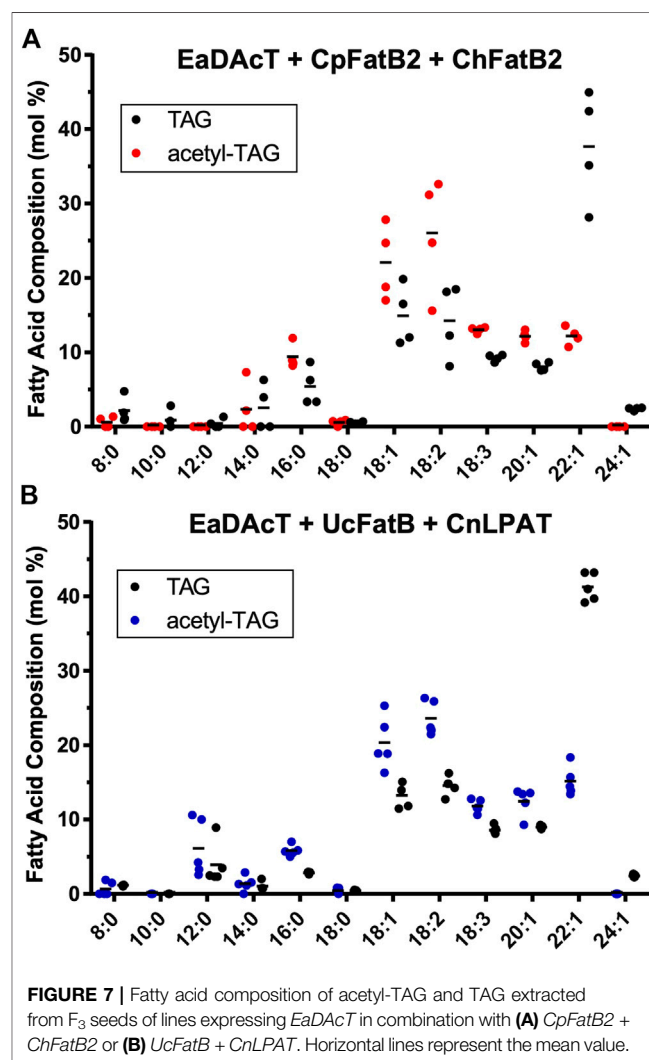 A
EaDAcT + CpFatB2 + ChFatB2
TAG
acetyl-TAG
Fatty Acid Composition (mol %)
50
40
30
20
10
0
8:0 10:0 12:0 14:0 16:0 18:0 18:1 18:2 18:3 20:1 22:1 24:1
B
EaDAcT + UcFatB + CnLPAT
TAG
acetyl-TAG
Fatty Acid Composition (mol %)
50
40
30
20
10
0
8:0 10:0 12:0 14:0 16:0 18:0 18:1 18:2 18:3 20:1 22:1 24:1
FIGURE 7 | Fatty acid composition of acetyl-TAG and TAG extracted
from F₃ seeds of lines expressing EaDAcT in combination with (A) CpFatB2 +
ChFatB2 or (B) UcFatB + CnLPAT. Horizontal lines represent the mean value.